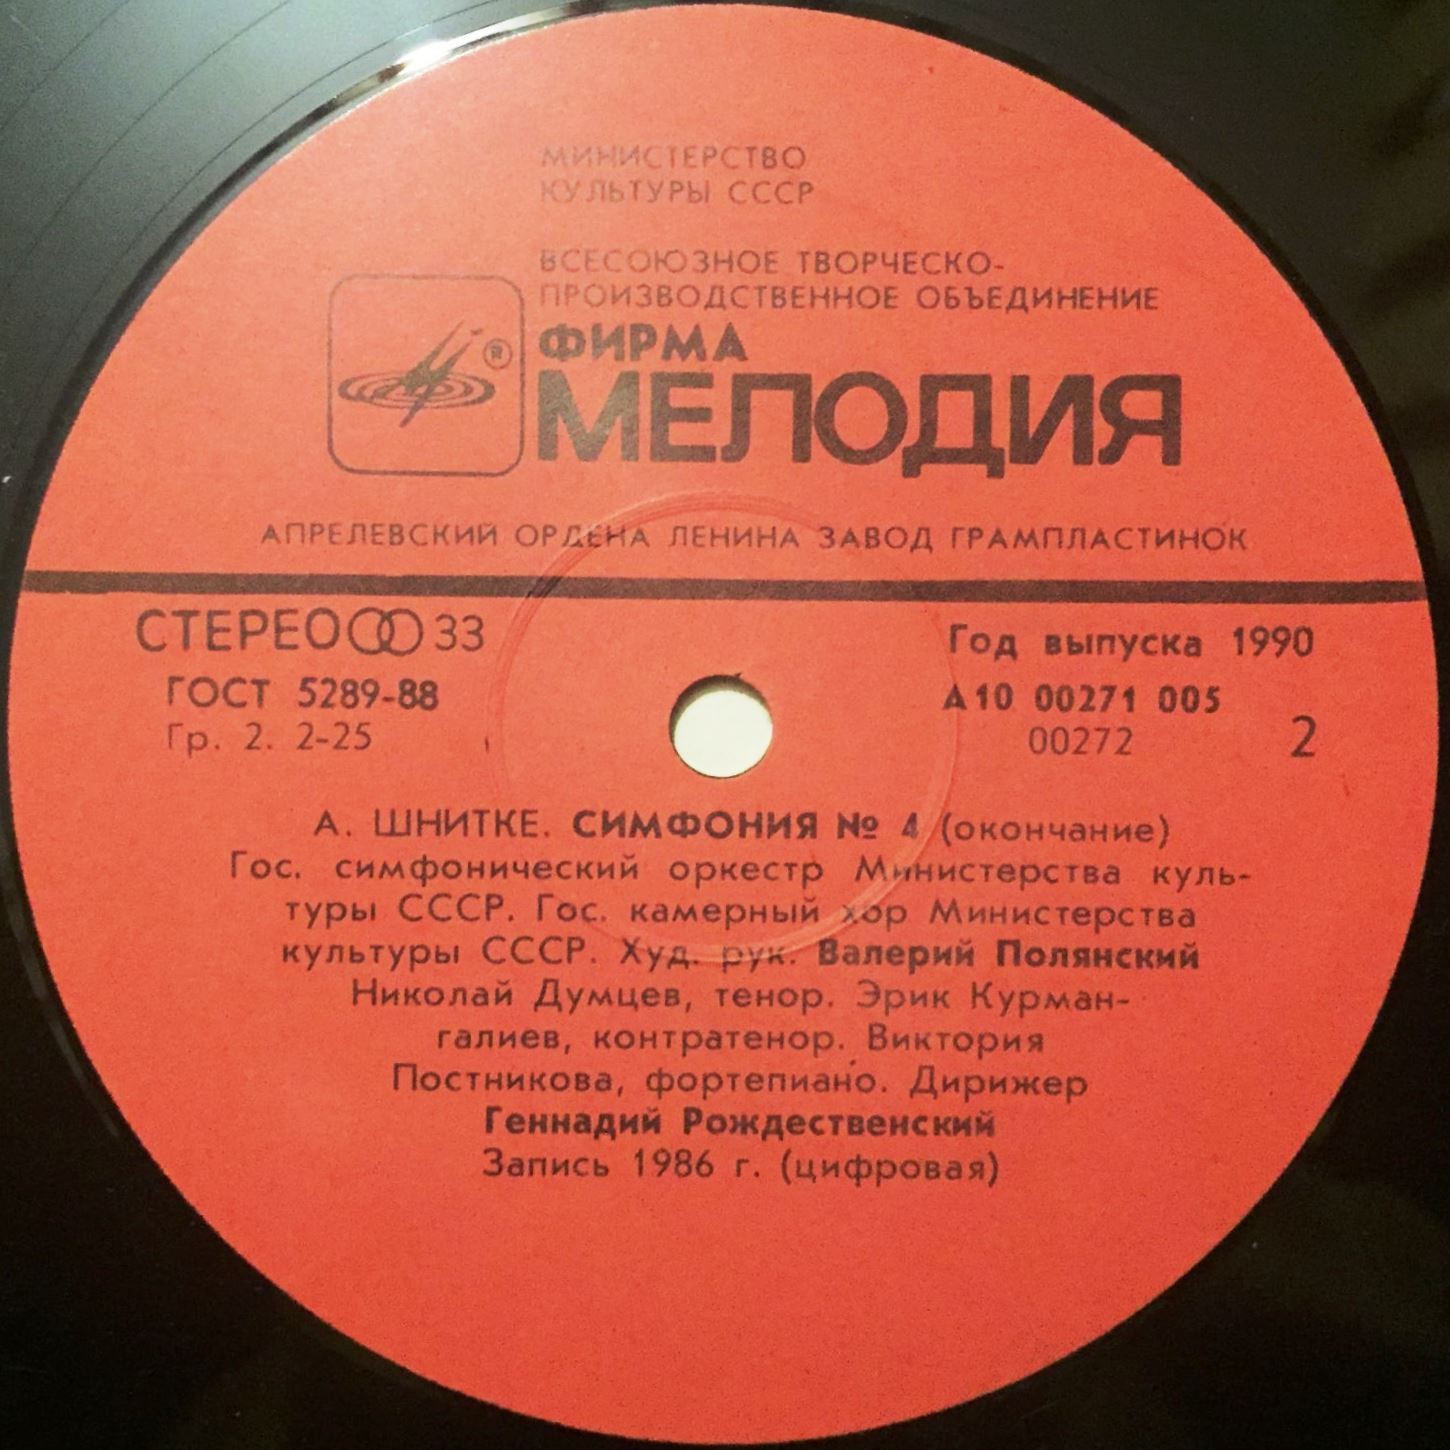 МИНИСТЕРСТВО
КУЛЬТУРЫ СССР
ВСЕСОЮЗНОЕ ТВОРЧЕСКО-
ПРОИЗВОДСТВЕННОЕ ОБЪЕДИНЕНИЕ
ФИРМА
®
МЕЛОДИЯ
АПРЕЛЕВСКИЙ ОРДЕНА ЛЕНИНА ЗАВОД ГРАМПЛАСТИНОК
СТЕРЕО 33
Год выпуска 1990
ГОСТ 5289-88
А10 00271 005
Гр. 2. 2-25
00272
2
А. ШНИТКЕ. СИМФОНИЯ № 4 (окончание)
Гос. симфонический оркестр Министерства куль-
туры СССР. Гос. камерный хор Министерства
культуры СССР. Худ. рук. Валерий Полянский
Николай Думцев, тенор. Эрик Курман-
галиев, контратенор. Виктория
Постникова, фортепиано. Дирижер
Геннадий Рождественский
Запись 1986 г. (цифровая)